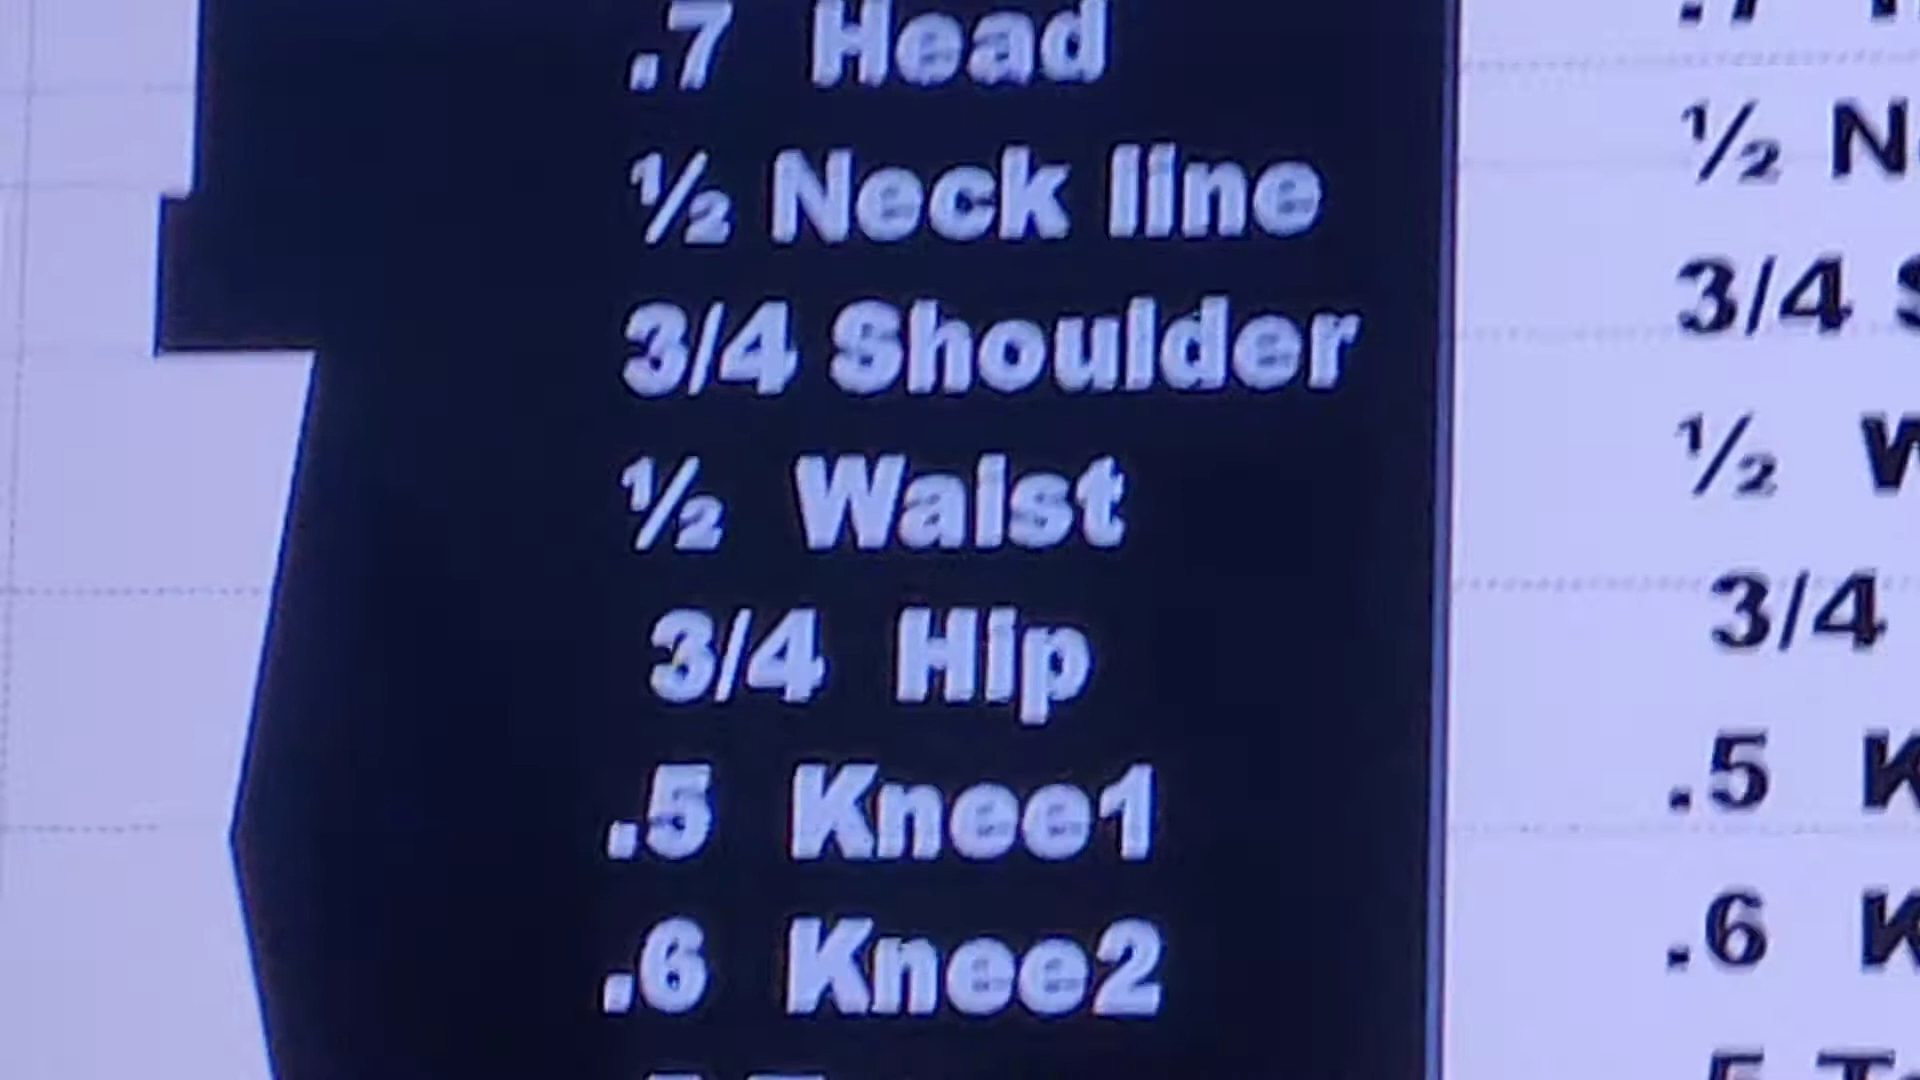 .7 Head
½ Neck line
3/4 Shoulder
½ Waist
3/4 Hip
.5 Knee1
.6 Knee2
½
3/4
½
3/4
.5
.6